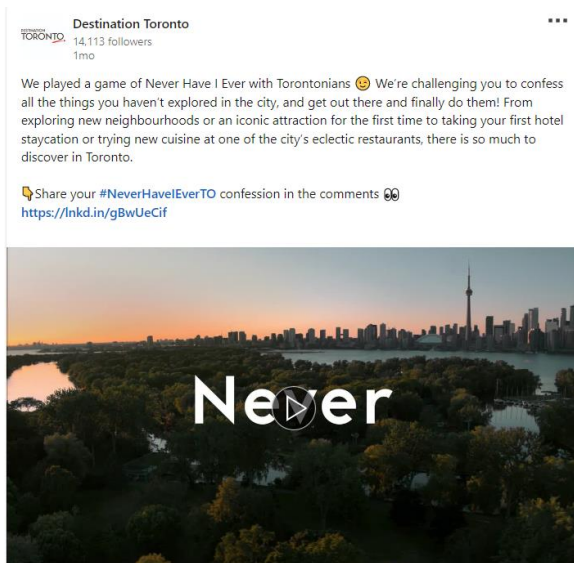 DESTINATION
TORONTO
Destination Toronto
14,113 followers
1mo
We played a game of Never Have I Ever with Torontonians 😉 We're challenging you to confess
all the things you haven't explored in the city, and get out there and finally do them! From
exploring new neighbourhoods or an iconic attraction for the first time to taking your first hotel
staycation or trying new cuisine at one of the city's eclectic restaurants, there is so much to
discover in Toronto.
👇Share your #NeverHaveIEverTO confession in the comments 👀
https://lnkd.in/gBwUeCif
Never